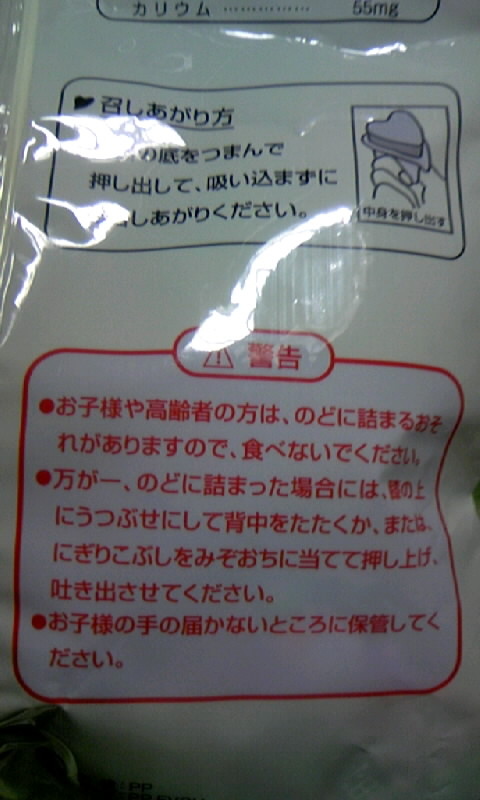 カリウム ················ 55mg
召しあがり方
の底をつまんで
押し出して、吸い込まずに
しあがりください。
中身を押し出す
警告
●お子様や高齢者の方は、のどに詰まるおそ
れがありますので、食べないでください。
●万が一、のどに詰まった場合には、膝の上
にうつぶせにして背中をたたくか、または、
にぎりこぶしをみぞおちに当てて押し上げ、
吐き出させてください。
●お子様の手の届かないところに保管してく
ださい。
: PP